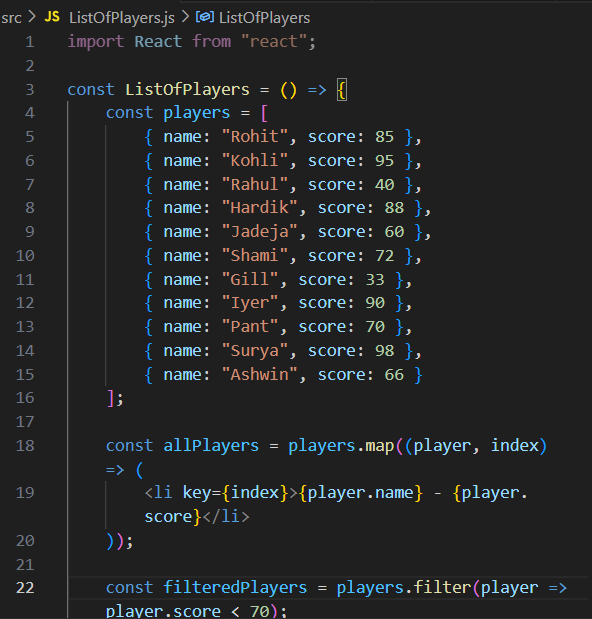 src > JS ListOfPlayers.js > ListOfPlayers
1 import React from "react";
2
3 const ListOfPlayers = () => {
4 const players = [
5 { name: "Rohit", score: 85 },
6 { name: "Kohli", score: 95 },
7 { name: "Rahul", score: 40 },
8 { name: "Hardik", score: 88 },
9 { name: "Jadeja", score: 60 },
10 { name: "Shami", score: 72 },
11 { name: "Gill", score: 33 },
12 { name: "Iyer", score: 90 },
13 { name: "Pant", score: 70 },
14 { name: "Surya", score: 98 },
15 { name: "Ashwin", score: 66 }
16 ];
17
18 const allPlayers = players.map((player, index)
=> (
19 <li key={index}>{player.name} - {player.
score}</li>
20 ));
21
22 const filteredPlayers = players.filter(player =>
player.score < 70);